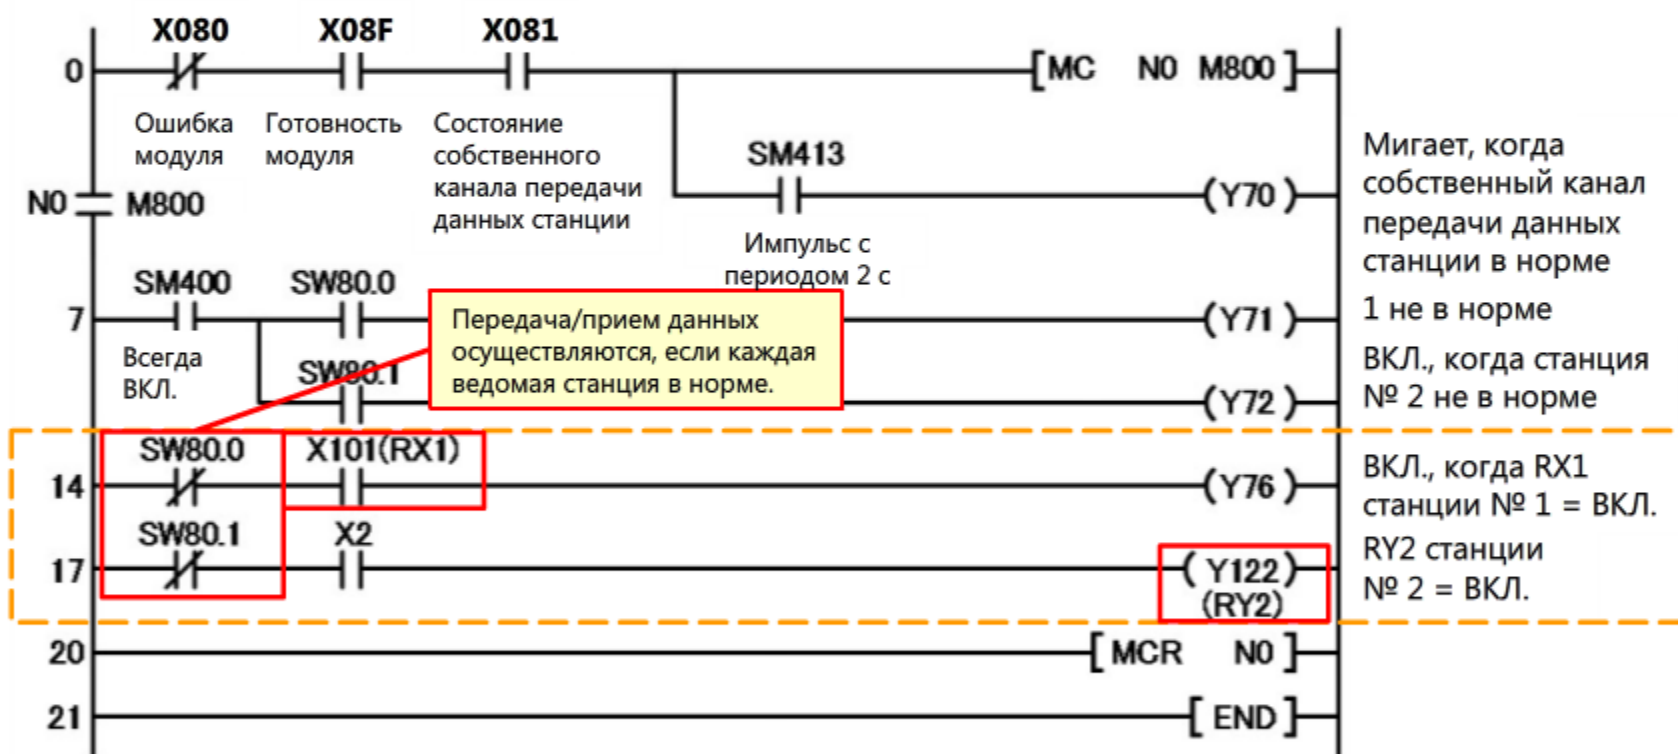 X080 X08F X081
0 [MC N0 M800]
Ошибка модуля
Готовность модуля
Состояние собственного канала передачи данных станции
SM413
(Y70)
Импульс с периодом 2 с
Мигает, когда собственный канал передачи данных станции в норме
N0 M800
SM400 SW80.0
7 (Y71)
1 не в норме
Всегда ВКЛ.
Передача/прием данных
осуществляются, если каждая
ведомая станция в норме.
SW80.1
(Y72)
ВКЛ., когда станция
№ 2 не в норме
SW80.0 X101(RX1)
14 (Y76)
ВКЛ., когда RX1
станции № 1 = ВКЛ.
SW80.1 X2
17 (Y122)
(RY2)
RY2 станции
№ 2 = ВКЛ.
20 [MCR N0]
21 [END]